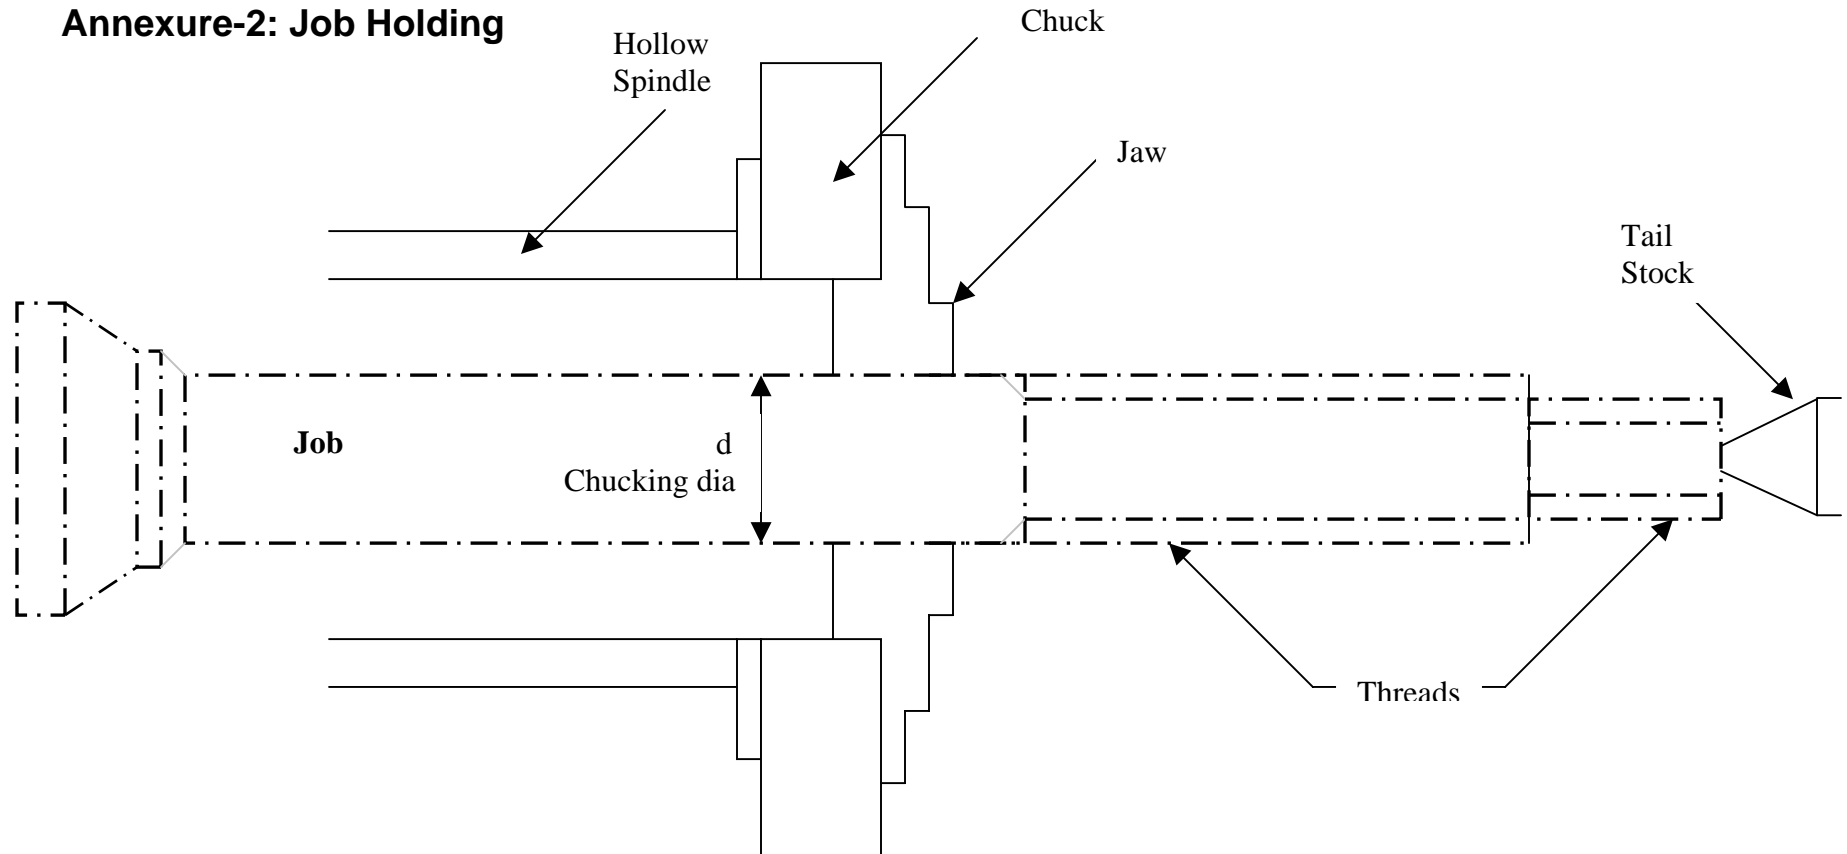 Annexure-2: Job Holding
Chuck
Hollow
Spindle
Jaw
Tail
Stock
Job
d
Chucking dia
Threads